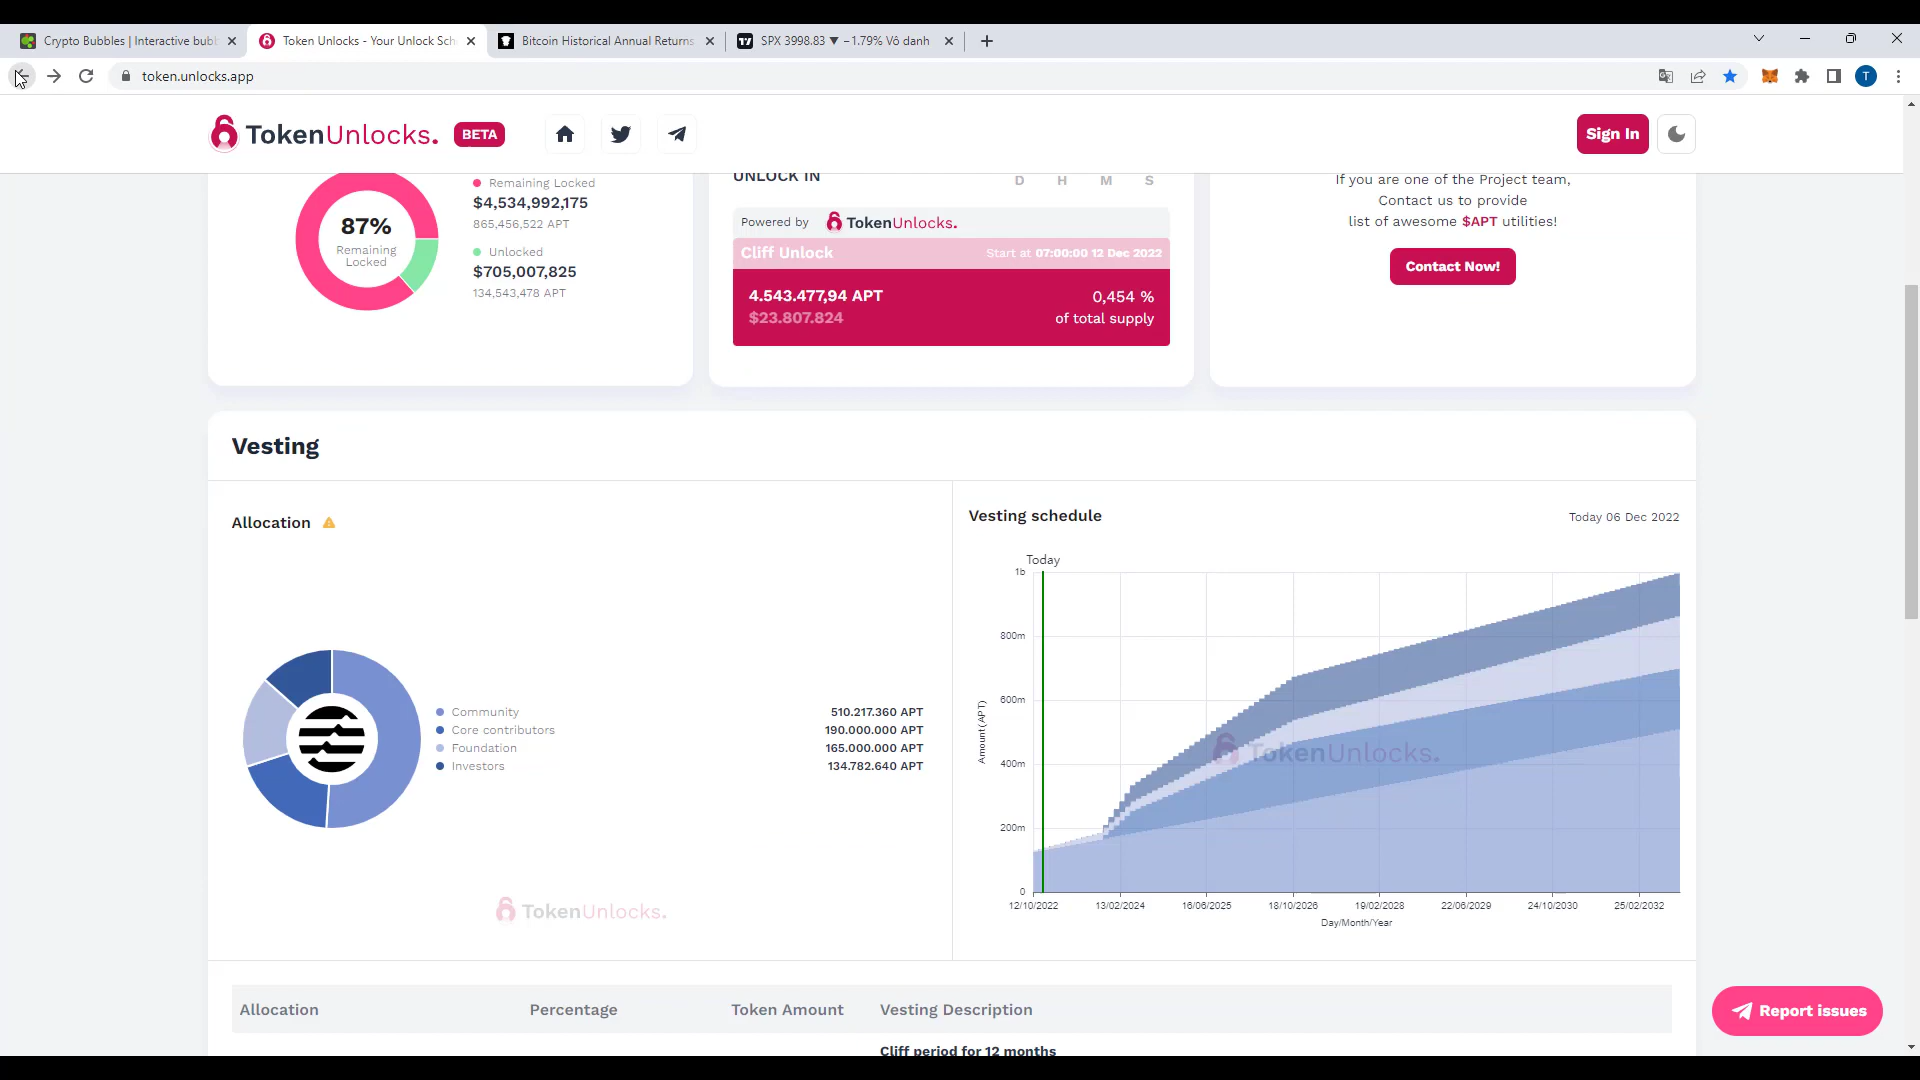 Crypto Bubbles | Interactive bubb
Token Unlocks - Your Unlock Sche
Bitcoin Historical Annual Returns
SPX 3998.83 ▼ −1.79% Vô danh
token.unlocks.app
T
TokenUnlocks.
BETA
Sign In
87%
Remaining
Locked
Remaining Locked
$4,534,992,175
865,456,522 APT
Unlocked
$705,007,825
134,543,478 APT
UNLOCK IN
D H M S
Powered by TokenUnlocks.
Cliff Unlock
Start at 07:00:00 12 Dec 2022
4.543.477,94 APT
0,454 %
$23.807.824
of total supply
If you are one of the Project team,
Contact us to provide
list of awesome $APT utilities!
Contact Now!
Vesting
Allocation
Community 510.217.360 APT
Core contributors 190.000.000 APT
Foundation 165.000.000 APT
Investors 134.782.640 APT
TokenUnlocks.
Vesting schedule
Today 06 Dec 2022
Today
1b
800m
600m
400m
200m
0
Amount(APT)
TokenUnlocks.
12/10/2022 13/02/2024 16/06/2025 18/10/2026 19/02/2028 22/06/2029 24/10/2030 25/02/2032
Day/Month/Year
Allocation Percentage Token Amount Vesting Description
Cliff period for 12 months
Report issues